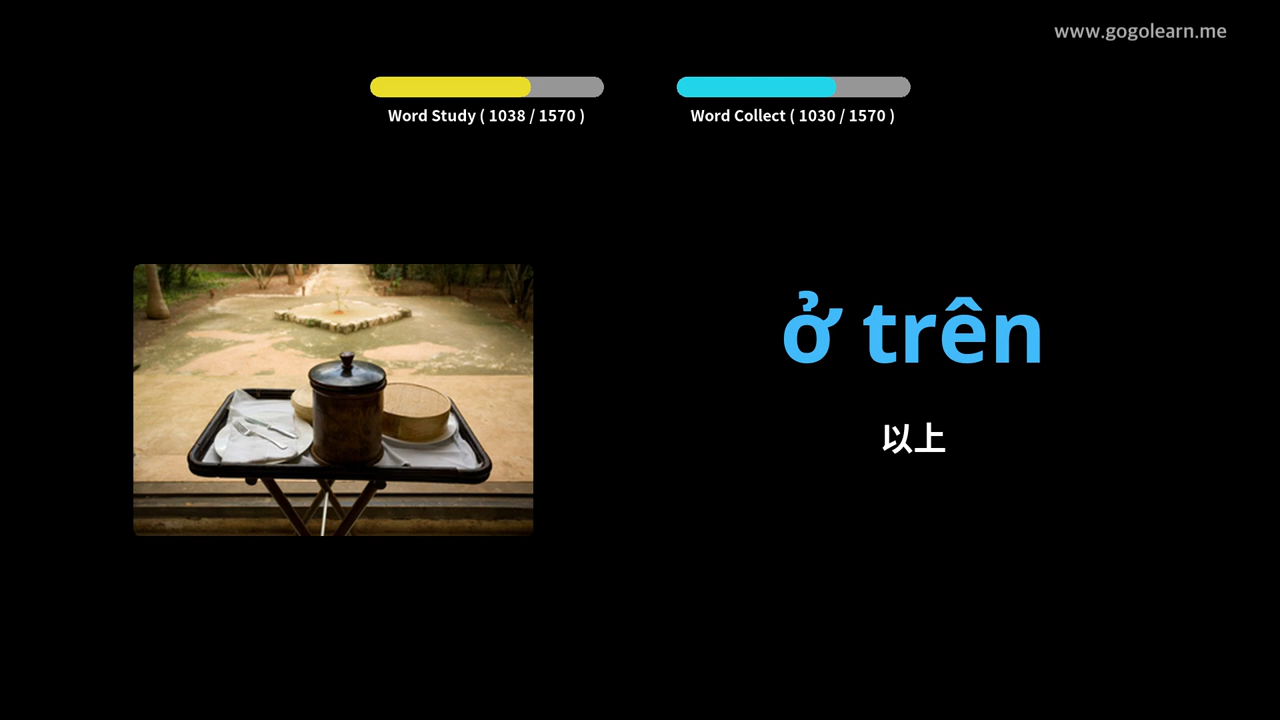 www.gogolearn.me
Word Study ( 1038 / 1570 )
Word Collect ( 1030 / 1570 )
ở trên
以上